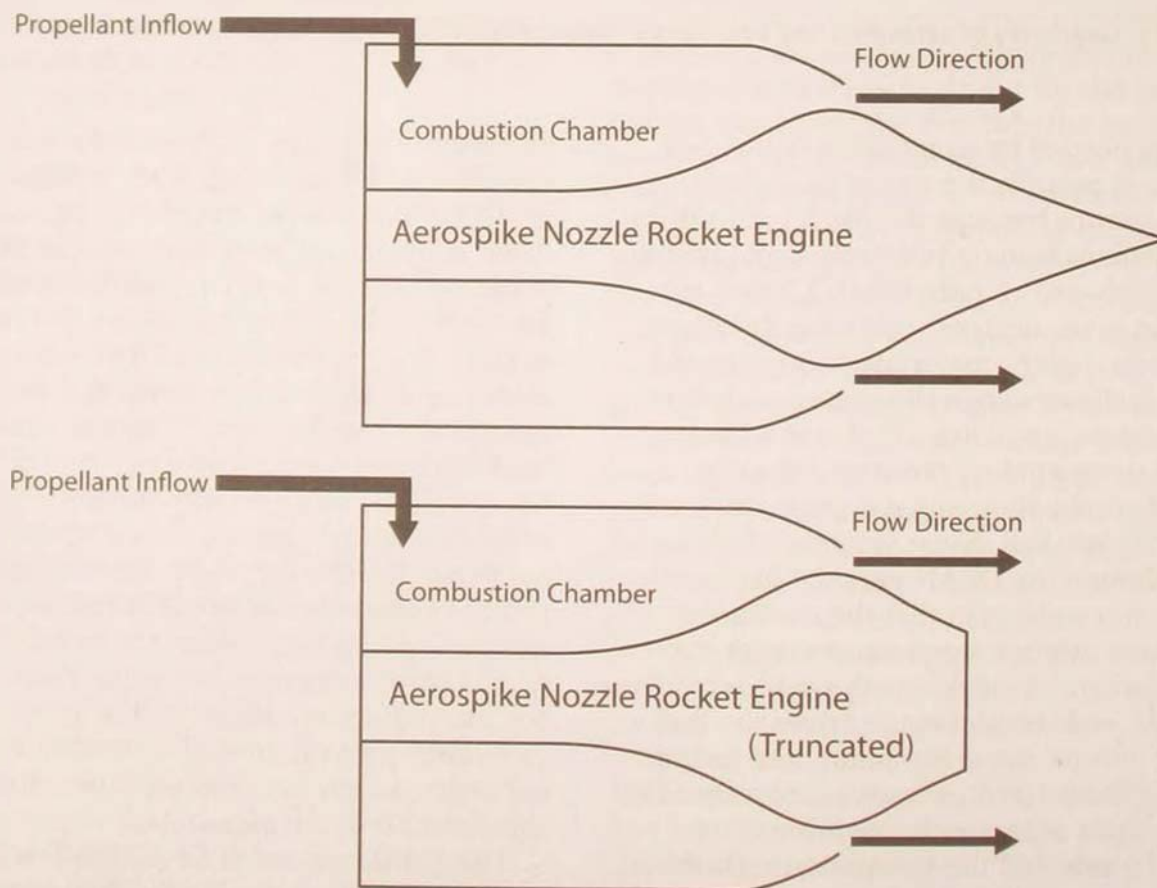 Propellant Inflow
Flow Direction
Combustion Chamber
Aerospike Nozzle Rocket Engine
Propellant Inflow
Flow Direction
Combustion Chamber
Aerospike Nozzle Rocket Engine
(Truncated)